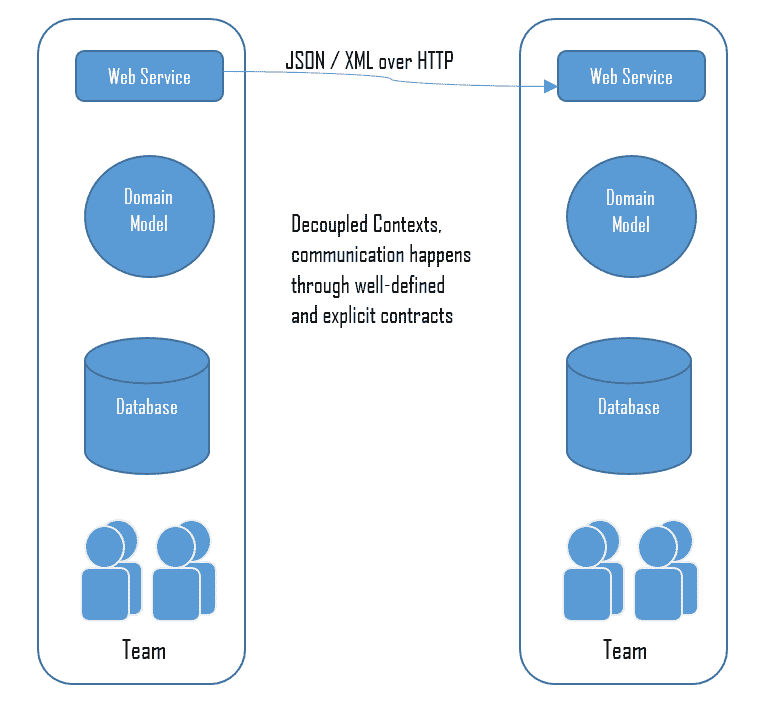 JSON / XML over HTTP
Web Service
Web Service
Domain
Model
Domain
Model
Decoupled Contexts,
communication happens
through well-defined
and explicit contracts
Database
Database
Team
Team